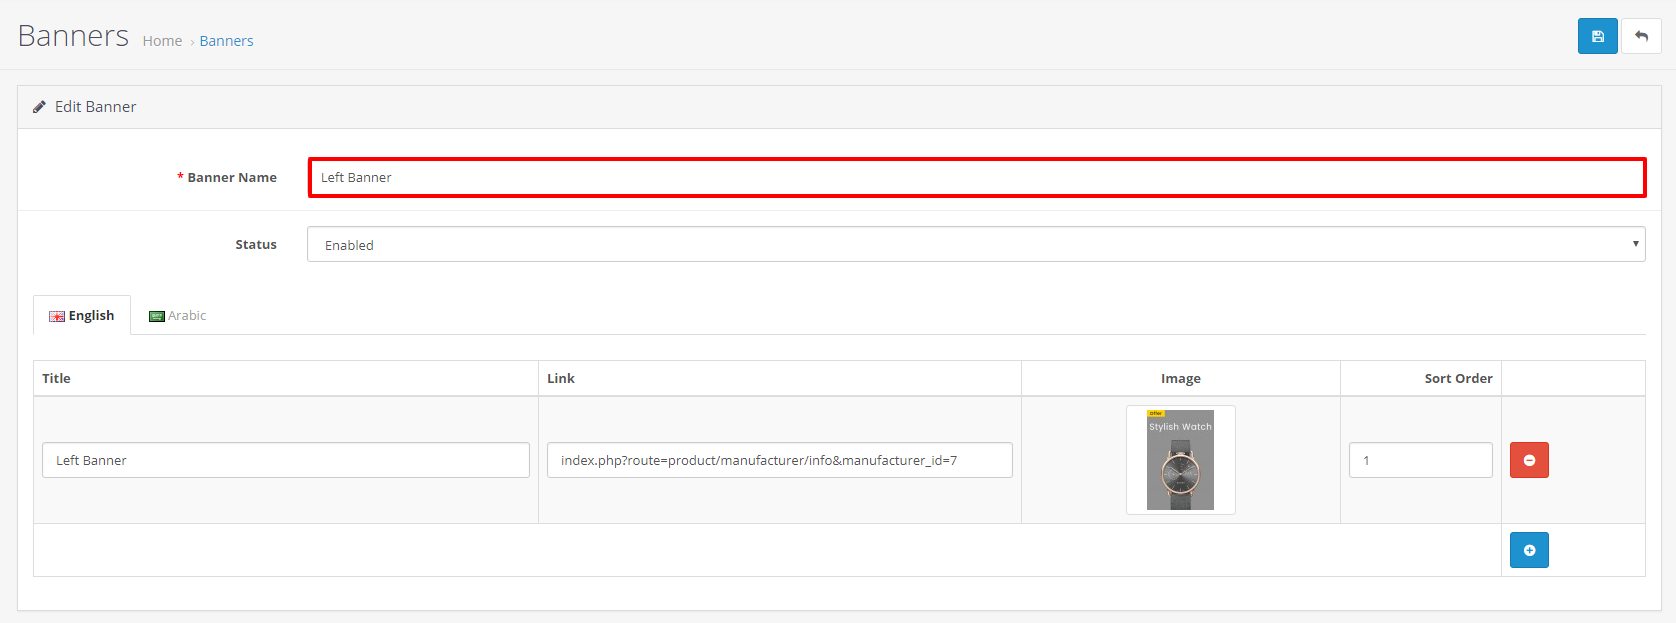 Banners Home › Banners
Edit Banner
* Banner Name Left Banner
Status Enabled
English Arabic
Title Link Image Sort Order
Offer
Stylish Watch
Left Banner index.php?route=product/manufacturer/info&manufacturer_id=7 1